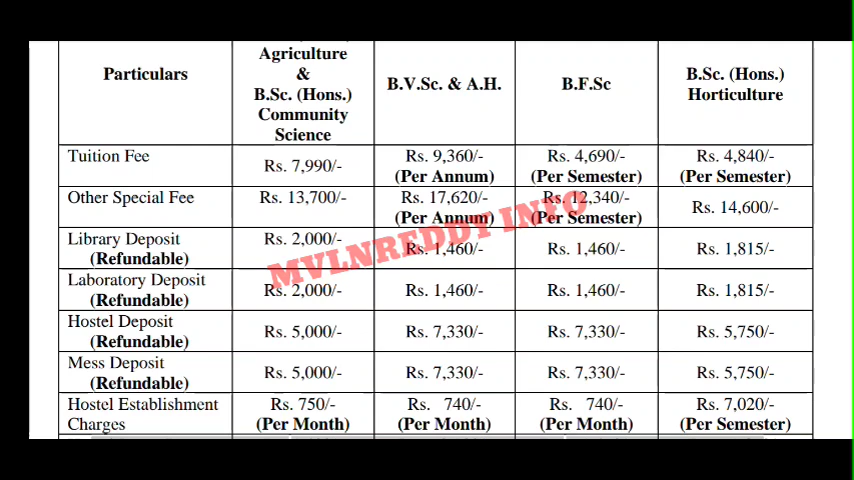 Particulars
Agriculture
&
B.Sc. (Hons.)
Community
Science
B.V.Sc. & A.H.
B.F.Sc
B.Sc. (Hons.)
Horticulture
Tuition Fee
Rs. 7,990/-
Rs. 9,360/-
(Per Annum)
Rs. 4,690/-
(Per Semester)
Rs. 4,840/-
(Per Semester)
Other Special Fee
Rs. 13,700/-
Rs. 17,620/-
(Per Annum)
Rs. 12,340/-
(Per Semester)
Rs. 14,600/-
Library Deposit
(Refundable)
Rs. 2,000/-
Rs. 1,460/-
Rs. 1,460/-
Rs. 1,815/-
Laboratory Deposit
(Refundable)
Rs. 2,000/-
Rs. 1,460/-
Rs. 1,460/-
Rs. 1,815/-
Hostel Deposit
(Refundable)
Rs. 5,000/-
Rs. 7,330/-
Rs. 7,330/-
Rs. 5,750/-
Mess Deposit
(Refundable)
Rs. 5,000/-
Rs. 7,330/-
Rs. 7,330/-
Rs. 5,750/-
Hostel Establishment
Charges
Rs. 750/-
(Per Month)
Rs. 740/-
(Per Month)
Rs. 740/-
(Per Month)
Rs. 7,020/-
(Per Semester)
MVLNREDDY INFO